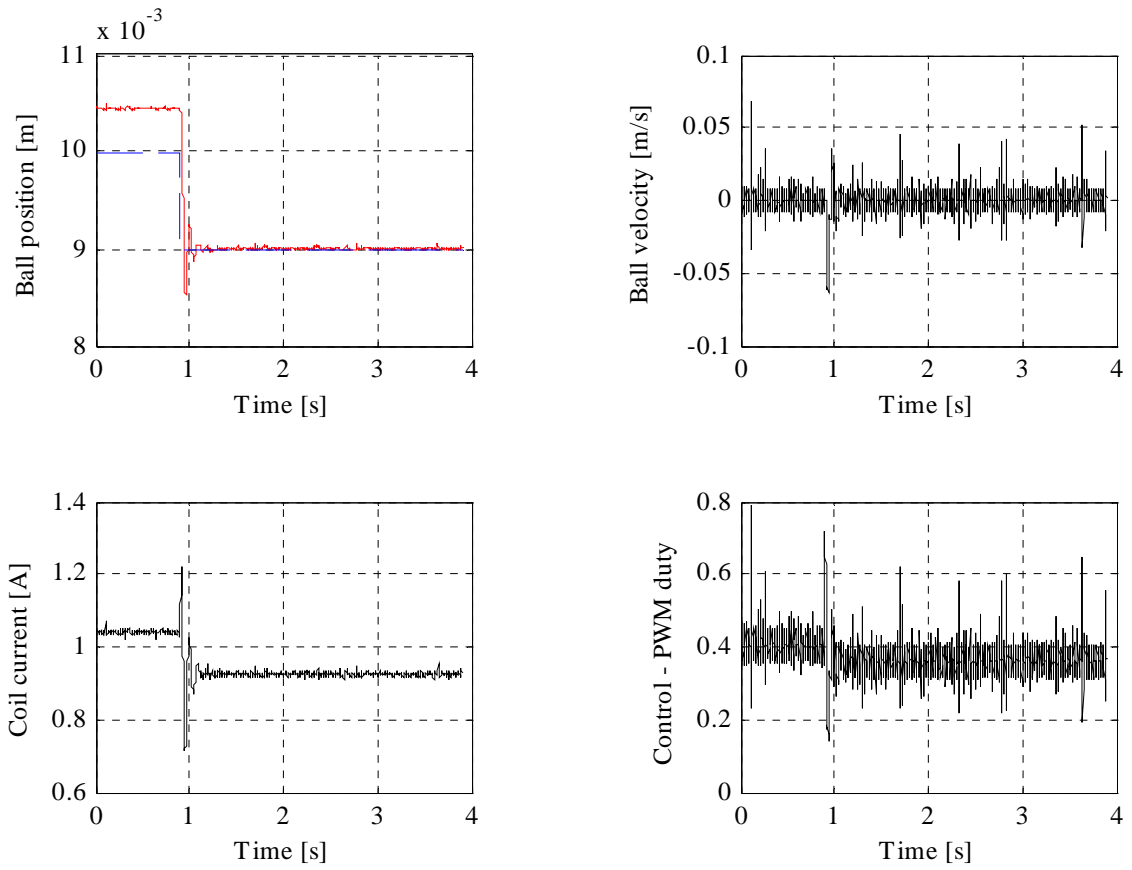 x 10^-3
11
10
9
8
Ball position [m]
0 1 2 3 4
Time [s]
0.1
0.05
0
-0.05
-0.1
Ball velocity [m/s]
0 1 2 3 4
Time [s]
1.4
1.2
1
0.8
0.6
Coil current [A]
0 1 2 3 4
Time [s]
0.8
0.6
0.4
0.2
0
Control - PWM duty
0 1 2 3 4
Time [s]